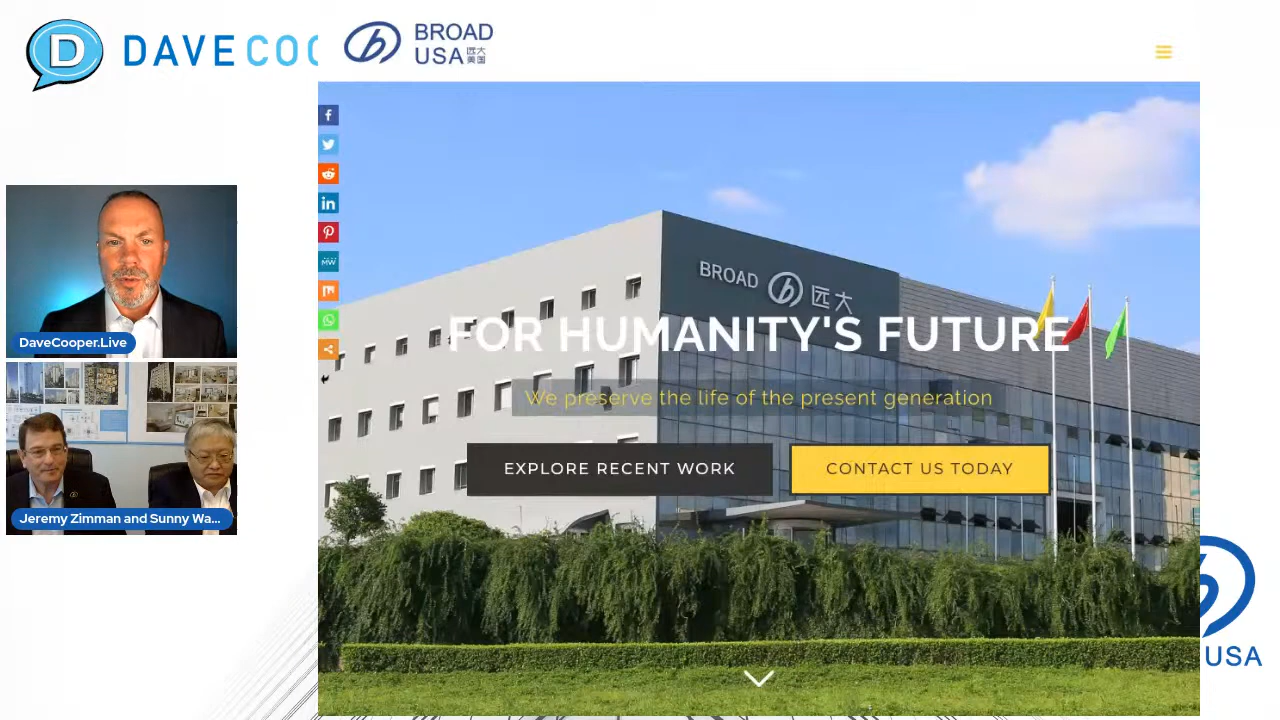 DAVECOO
BROAD
USA 远大
美国
BROAD 远大
FOR HUMANITY'S FUTURE
We preserve the life of the present generation
EXPLORE RECENT WORK
CONTACT US TODAY
DaveCooper.Live
Jeremy Zimman and Sunny Wa...
USA